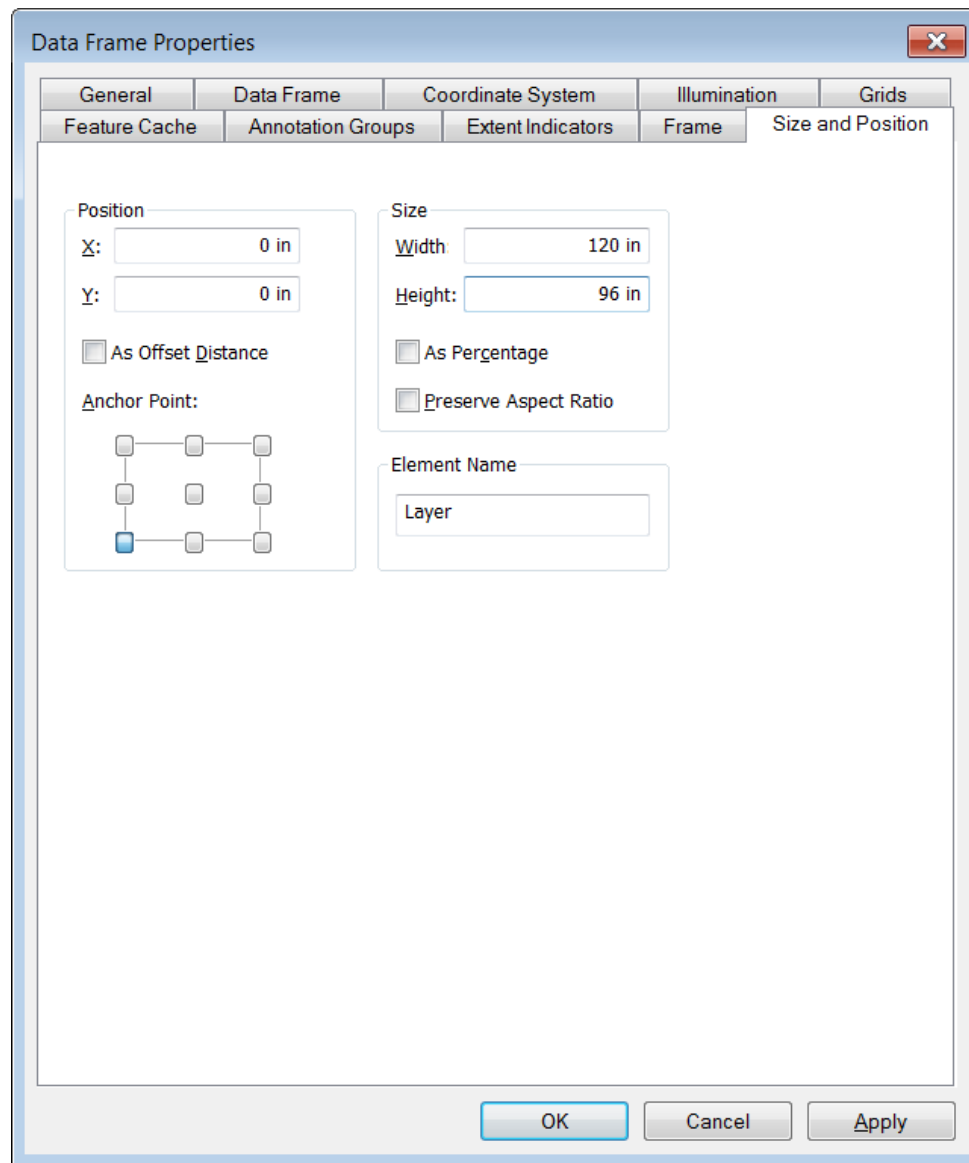 Data Frame Properties
General Data Frame Coordinate System Illumination Grids
Feature Cache Annotation Groups Extent Indicators Frame Size and Position
Position Size
X: 0 in Width 120 in
Y: 0 in Height: 96 in
As Offset Distance As Percentage
Anchor Point: Preserve Aspect Ratio
Element Name
Layer
OK Cancel Apply